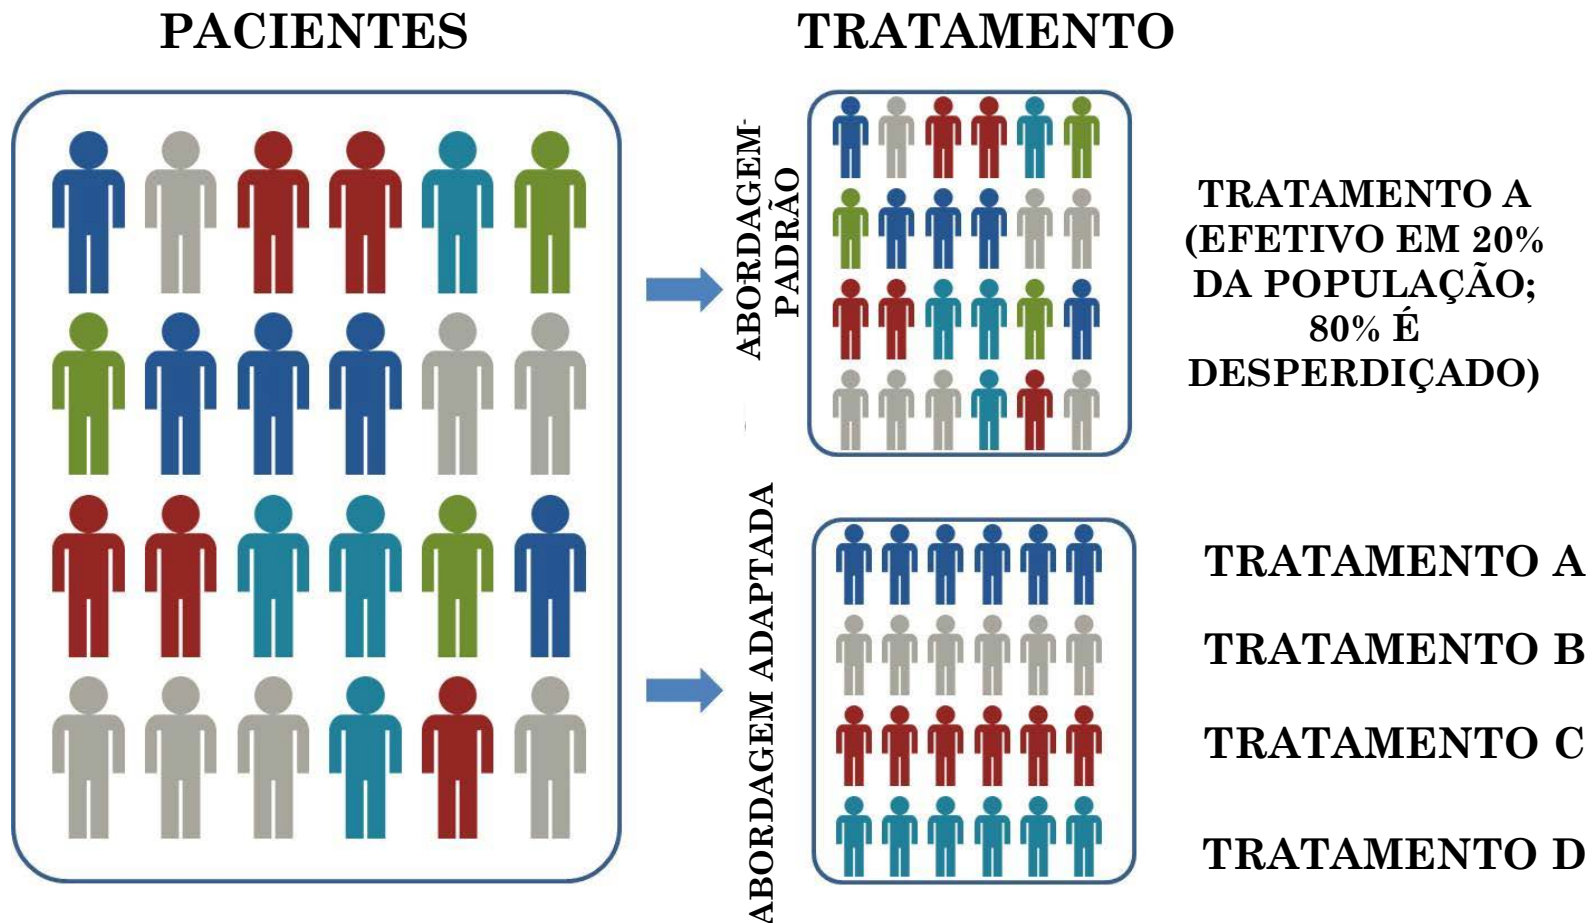 PACIENTES
TRATAMENTO
ABORDAGEM-
PADRÃO
TRATAMENTO A
(EFETIVO EM 20%
DA POPULAÇÃO;
80% É
DESPERDIÇADO)
ABORDAGEM ADAPTADA
TRATAMENTO A
TRATAMENTO B
TRATAMENTO C
TRATAMENTO D